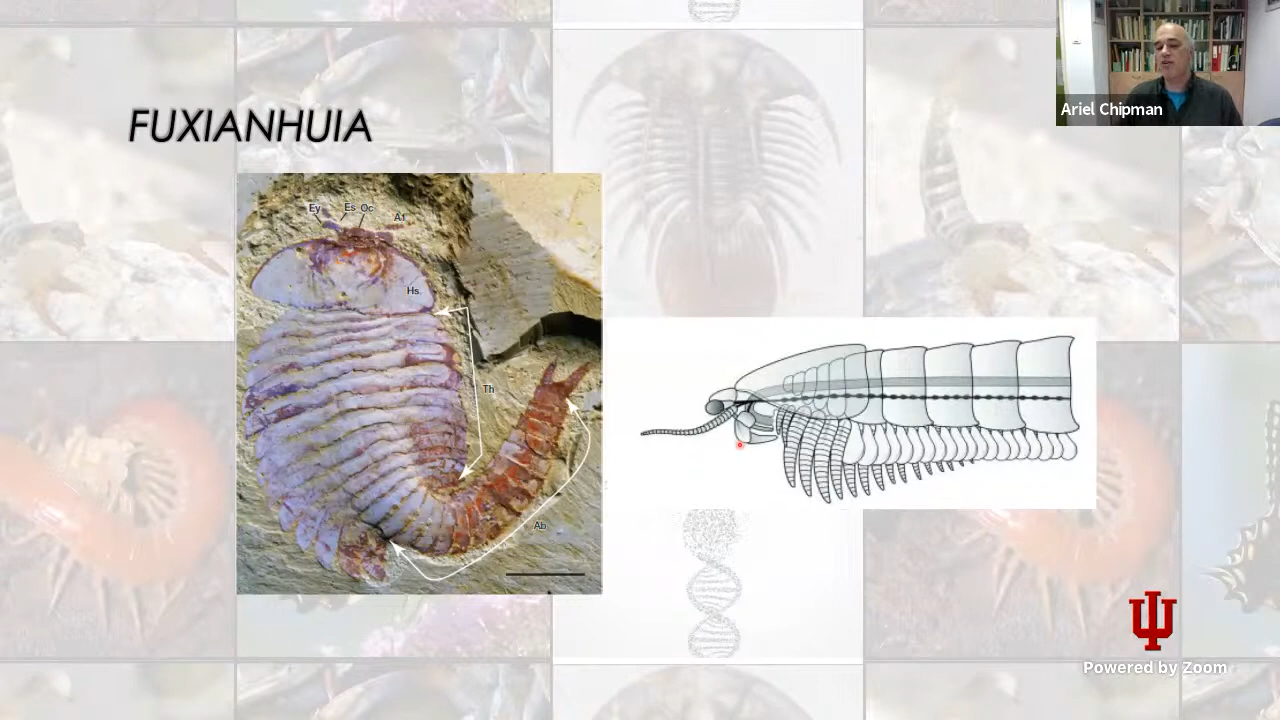 FUXIANHUIA
Ariel Chipman
Ey Es Oc
A1
Hs.
Th
Ab
Powered by Zoom